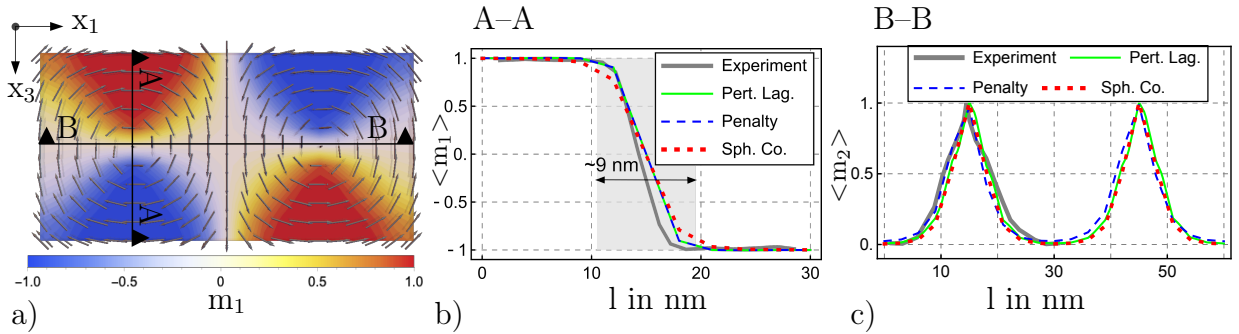 x₁
x₃
A
A
B
B
-1.0 -0.5 0 0.5 1.0
m₁
a)
A–A
<m₁>
1
0.5
0.
- 0.5
- 1
0 10 20 30
l in nm
Experiment
Pert. Lag.
Penalty
Sph. Co.
~9 nm
b)
B–B
<m₂>
1.
0.5
0.
10 30 50
l in nm
Experiment
Pert. Lag.
Penalty
Sph. Co.
c)